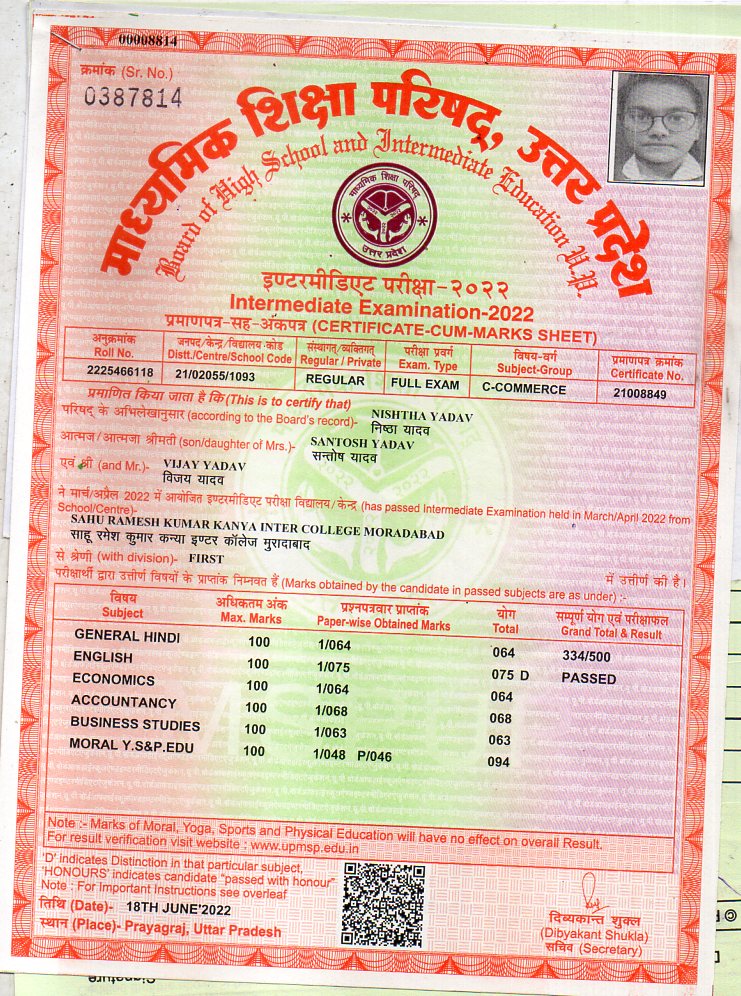 00008814
क्रमांक (Sr. No.)
0387814
माध्यमिक शिक्षा परिषद्, उत्तर प्रदेश
Board of High School and Intermediate Education U.P.
माध्यमिक शिक्षा परिषद
उत्तर प्रदेश
इण्टरमीडिएट परीक्षा-२०२२
Intermediate Examination-2022
प्रमाणपत्र-सह-अंकपत्र (CERTIFICATE-CUM-MARKS SHEET)
अनुक्रमांक जनपद/केन्द्र/विद्यालय कोड संस्थागत/व्यक्तिगत परीक्षा प्रवर्ग विषय-वर्ग प्रमाणपत्र क्रमांक
Roll No. Distt./Centre/School Code Regular / Private Exam. Type Subject-Group Certificate No.
2225466118 21/02055/1093 REGULAR FULL EXAM C-COMMERCE 21008849
प्रमाणित किया जाता है कि (This is to certify that)
परिषद के अभिलेखानुसार (according to the Board's record)- NISHTHA YADAV
निष्ठा यादव
आत्मज/आत्मजा श्रीमती (son/daughter of Mrs.)- SANTOSH YADAV
सन्तोष यादव
एवं श्री (and Mr.)- VIJAY YADAV
विजय यादव
ने मार्च/अप्रैल 2022 में आयोजित इण्टरमीडिएट परीक्षा विद्यालय/केन्द्र (has passed Intermediate Examination held in March/April 2022 from
School/Centre)-
SAHU RAMESH KUMAR KANYA INTER COLLEGE MORADABAD
साहू रमेश कुमार कन्या इण्टर कॉलेज मुरादाबाद
से श्रेणी (with division)- FIRST में उत्तीर्ण की है।
परीक्षार्थी द्वारा उत्तीर्ण विषयों के प्राप्तांक निम्नवत हैं (Marks obtained by the candidate in passed subjects are as under) :-
विषय अधिकतम अंक प्रश्नपत्रवार प्राप्तांक योग सम्पूर्ण योग एवं परीक्षाफल
Subject Max. Marks Paper-wise Obtained Marks Total Grand Total & Result
GENERAL HINDI 100 1/064 064 334/500
ENGLISH 100 1/075 075 D PASSED
ECONOMICS 100 1/064 064
ACCOUNTANCY 100 1/068 068
BUSINESS STUDIES 100 1/063 063
MORAL Y.S&P.EDU 100 1/048 P/046 094
Note :- Marks of Moral, Yoga, Sports and Physical Education will have no effect on overall Result.
For result verification visit website : www.upmsp.edu.in
'D' indicates Distinction in that particular subject,
'HONOURS' indicates candidate "passed with honour"
Note : For Important Instructions see overleaf
तिथि (Date)- 18TH JUNE'2022
स्थान (Place)- Prayagraj, Uttar Pradesh
दिव्यकान्त शुक्ल
(Dibyakant Shukla)
सचिव (Secretary)
Signature